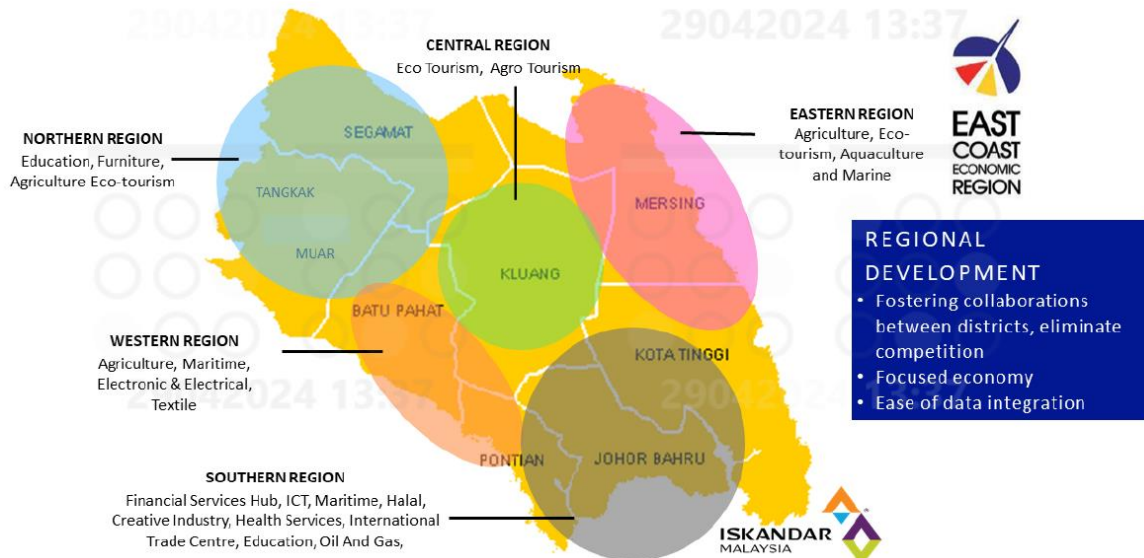 29042024 13:37
29042024 13:37
CENTRAL REGION
Eco Tourism, Agro Tourism
NORTHERN REGION
Education, Furniture,
Agriculture Eco-tourism
SEGAMAT
TANGKAK
MUAR
EASTERN REGION
Agriculture, Eco-
tourism, Aquaculture
and Marine
EAST
COAST
ECONOMIC
REGION
MERSING
KLUANG
REGIONAL
DEVELOPMENT
• Fostering collaborations
between districts, eliminate
competition
• Focused economy
• Ease of data integration
BATU PAHAT
WESTERN REGION
Agriculture, Maritime,
Electronic & Electrical,
Textile
KOTA TINGGI
29042024 13:37
29042024 13:37
PONTIAN
JOHOR BAHRU
SOUTHERN REGION
Financial Services Hub, ICT, Maritime, Halal,
Creative Industry, Health Services, International
Trade Centre, Education, Oil And Gas,
ISKANDAR
MALAYSIA